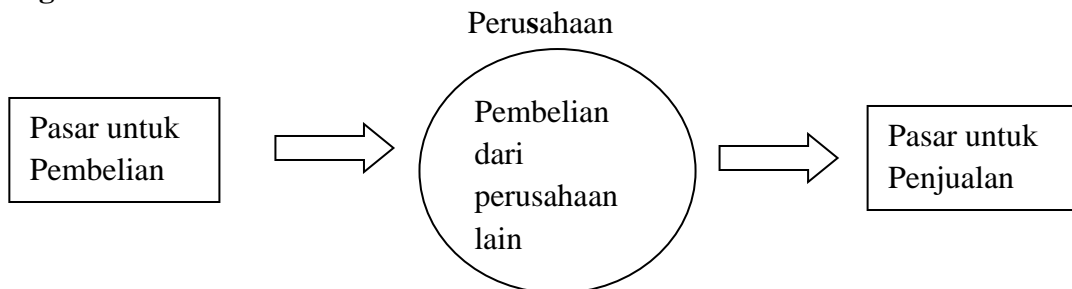 Perusahaan
Pasar untuk
Pembelian
Pembelian
dari
perusahaan
lain
Pasar untuk
Penjualan